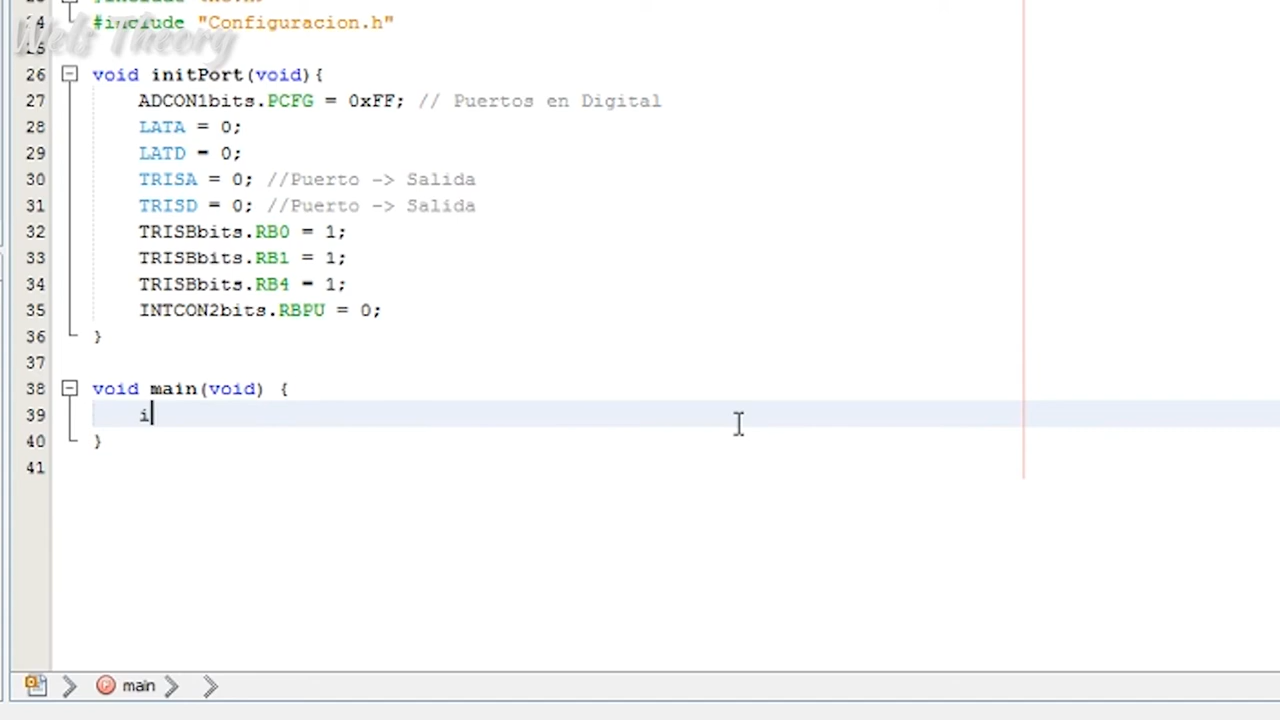 #include "Configuracion.h"
Wels Theory
26 void initPort(void){
27 ADCON1bits.PCFG = 0xFF; // Puertos en Digital
28 LATA = 0;
29 LATD = 0;
30 TRISA = 0; //Puerto -> Salida
31 TRISD = 0; //Puerto -> Salida
32 TRISBbits.RB0 = 1;
33 TRISBbits.RB1 = 1;
34 TRISBbits.RB4 = 1;
35 INTCON2bits.RBPU = 0;
36 }
37
38 void main(void) {
39 i
40 }
41
main